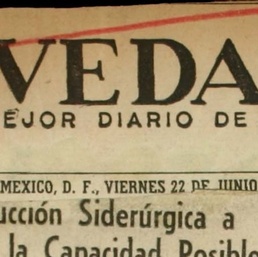 VEDA
EJOR DIARIO DE
MEXICO, D. F., VIERNES 22 DE JUNIO
ucción Siderúrgica a
la Capacidad Posible